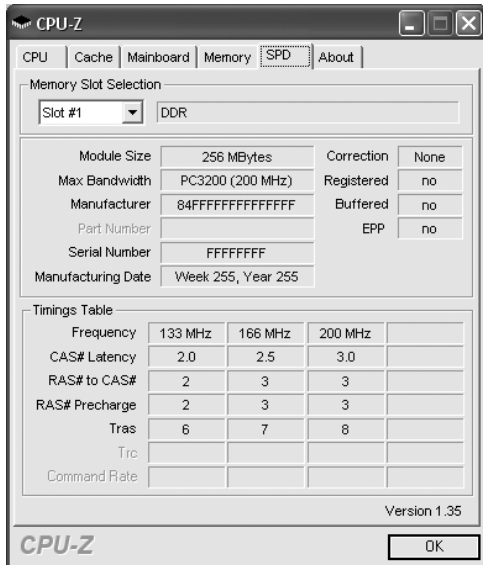 CPU-Z
CPU Cache Mainboard Memory SPD About
Memory Slot Selection
Slot #1 DDR
Module Size 256 MBytes Correction None
Max Bandwidth PC3200 (200 MHz) Registered no
Manufacturer 84FFFFFFFFFFFFFF Buffered no
Part Number EPP no
Serial Number FFFFFFFF
Manufacturing Date Week 255, Year 255
Timings Table
Frequency 133 MHz 166 MHz 200 MHz
CAS# Latency 2.0 2.5 3.0
RAS# to CAS# 2 3 3
RAS# Precharge 2 3 3
Tras 6 7 8
Trc
Command Rate
Version 1.35
CPU-Z OK